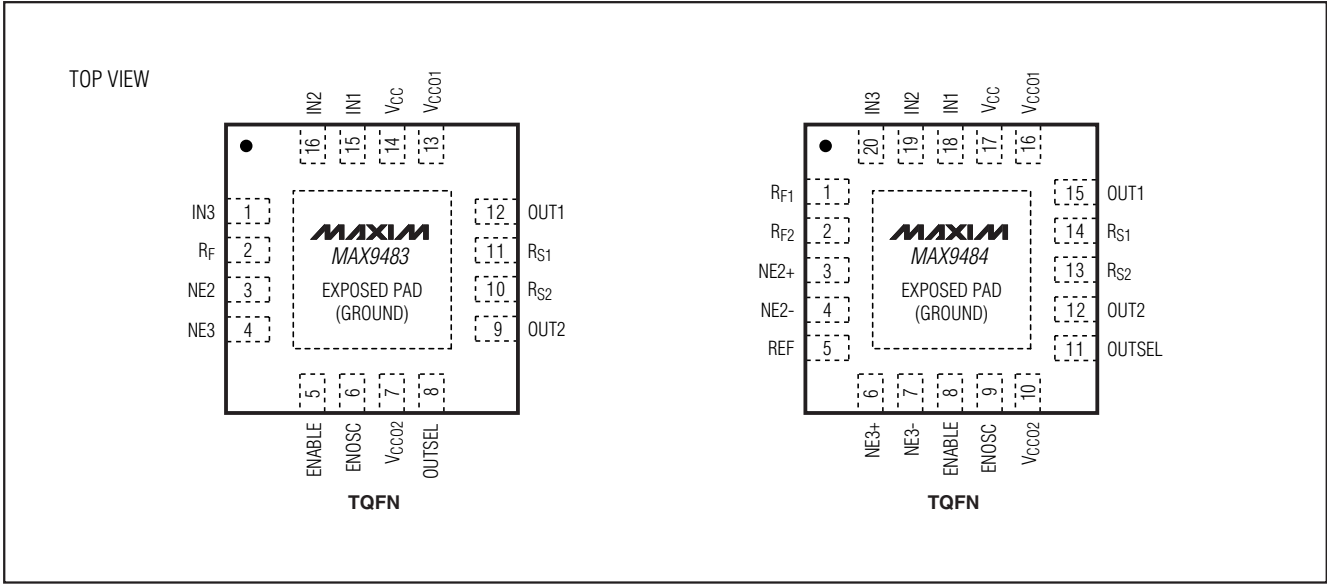 TOP VIEW
IN2 IN1 VCC VCCO1
16 15 14 13
IN3 1
RF 2
NE2 3
NE3 4
MAXIM
MAX9483
EXPOSED PAD
(GROUND)
12 OUT1
11 RS1
10 RS2
9 OUT2
5 6 7 8
ENABLE ENOSC VCCO2 OUTSEL
TQFN
IN3 IN2 IN1 VCC VCCO1
20 19 18 17 16
RF1 1
RF2 2
NE2+ 3
NE2- 4
REF 5
MAXIM
MAX9484
EXPOSED PAD
(GROUND)
15 OUT1
14 RS1
13 RS2
12 OUT2
11 OUTSEL
6 7 8 9 10
NE3+ NE3- ENABLE ENOSC VCCO2
TQFN